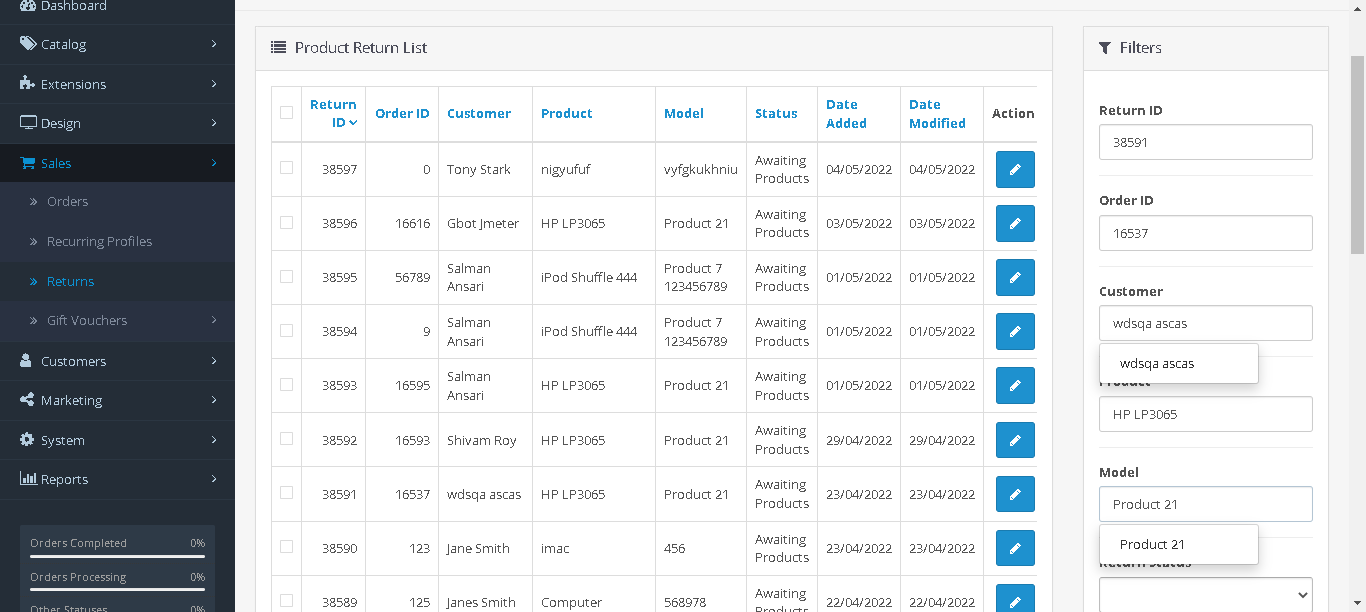 Dashboard
Catalog
Extensions
Design
Sales
Orders
Recurring Profiles
Returns
Gift Vouchers
Customers
Marketing
System
Reports
Orders Completed 0%
Orders Processing 0%
Other Statuses 0%
Product Return List
Return ID Order ID Customer Product Model Status Date Added Date Modified Action
38597 0 Tony Stark nigyufuf vyfgkukhniu Awaiting Products 04/05/2022 04/05/2022
38596 16616 Gbot Jmeter HP LP3065 Product 21 Awaiting Products 03/05/2022 03/05/2022
38595 56789 Salman Ansari iPod Shuffle 444 Product 7 123456789 Awaiting Products 01/05/2022 01/05/2022
38594 9 Salman Ansari iPod Shuffle 444 Product 7 123456789 Awaiting Products 01/05/2022 01/05/2022
38593 16595 Salman Ansari HP LP3065 Product 21 Awaiting Products 01/05/2022 01/05/2022
38592 16593 Shivam Roy HP LP3065 Product 21 Awaiting Products 29/04/2022 29/04/2022
38591 16537 wdsqa ascas HP LP3065 Product 21 Awaiting Products 23/04/2022 23/04/2022
38590 123 Jane Smith imac 456 Awaiting Products 23/04/2022 23/04/2022
38589 125 Janes Smith Computer 568978 Awaiting Products 22/04/2022 22/04/2022
Filters
Return ID
38591
Order ID
16537
Customer
wdsqa ascas
wdsqa ascas
Product
HP LP3065
Model
Product 21
Product 21
Return Status